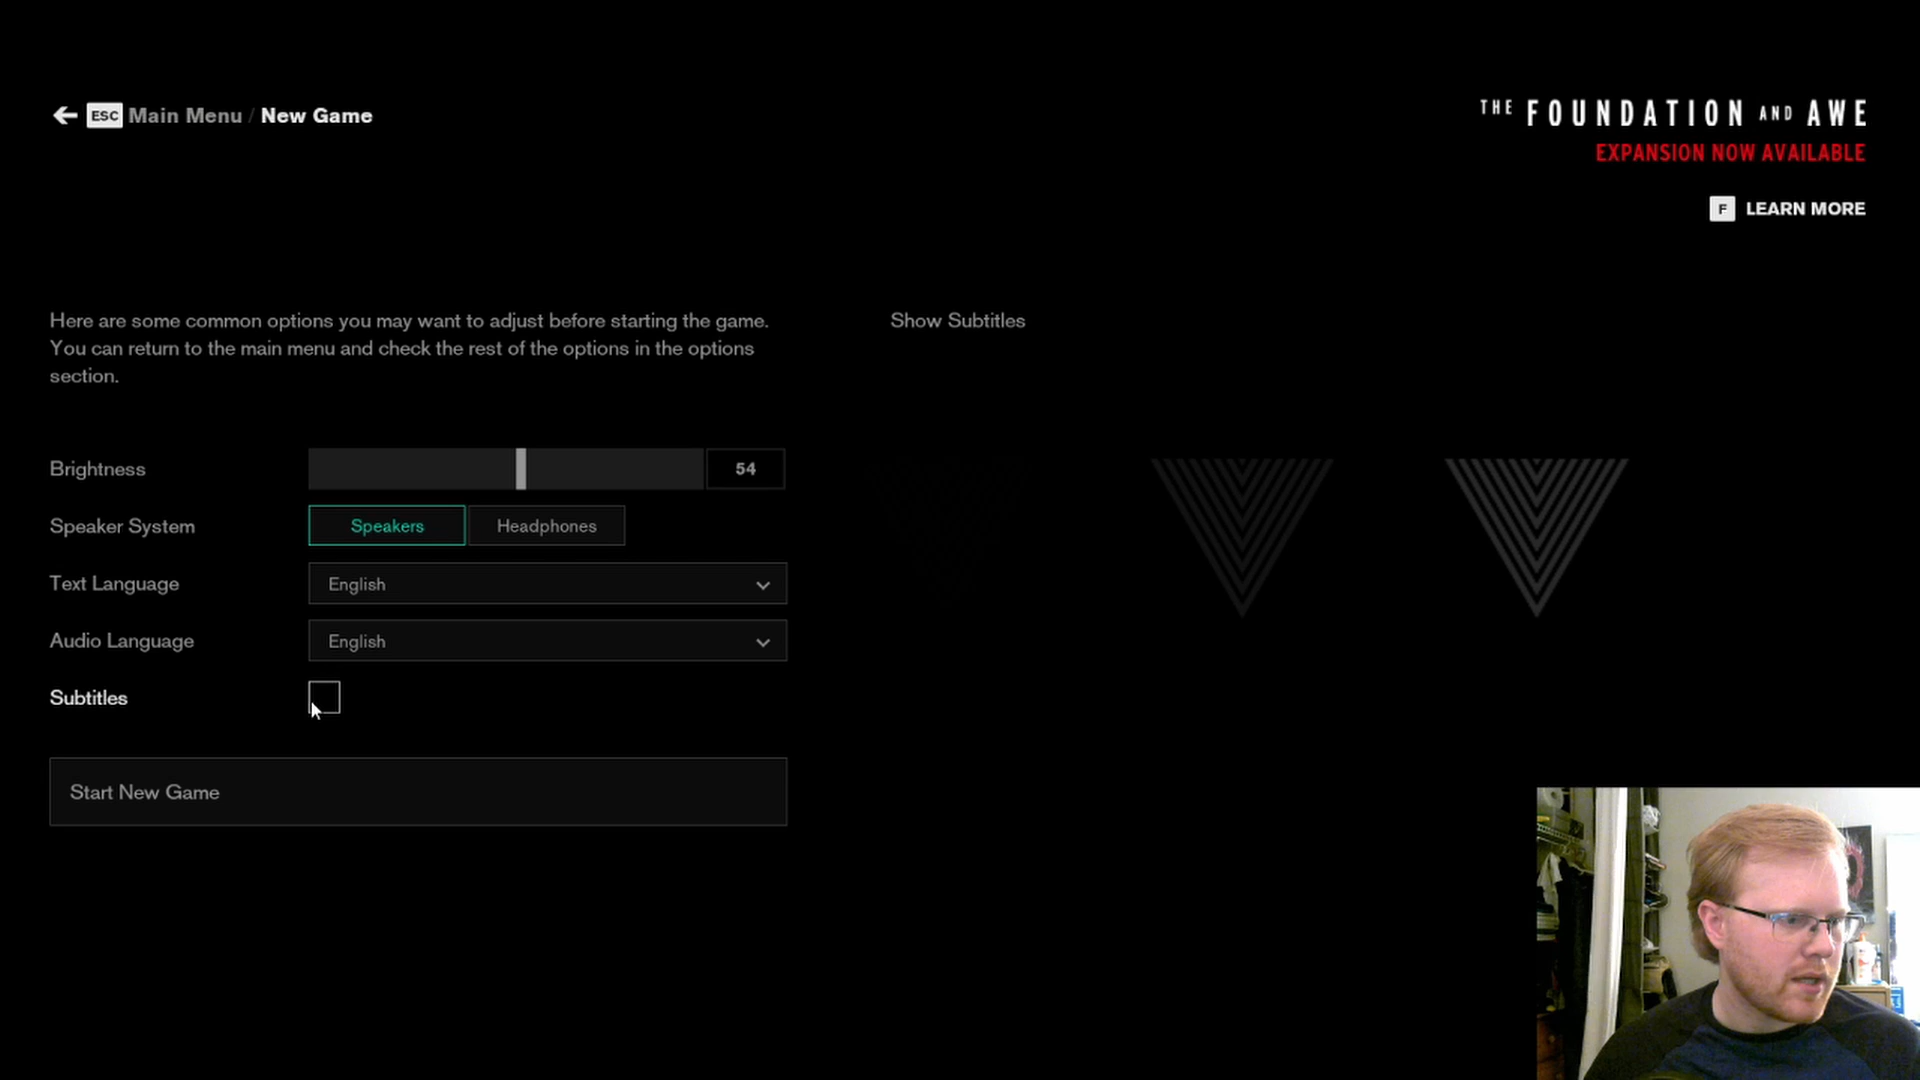 ESC Main Menu / New Game
THE FOUNDATION AND AWE
EXPANSION NOW AVAILABLE
F LEARN MORE
Here are some common options you may want to adjust before starting the game.
You can return to the main menu and check the rest of the options in the options
section.
Show Subtitles
Brightness 54
Speaker System Speakers Headphones
Text Language English
Audio Language English
Subtitles
Start New Game